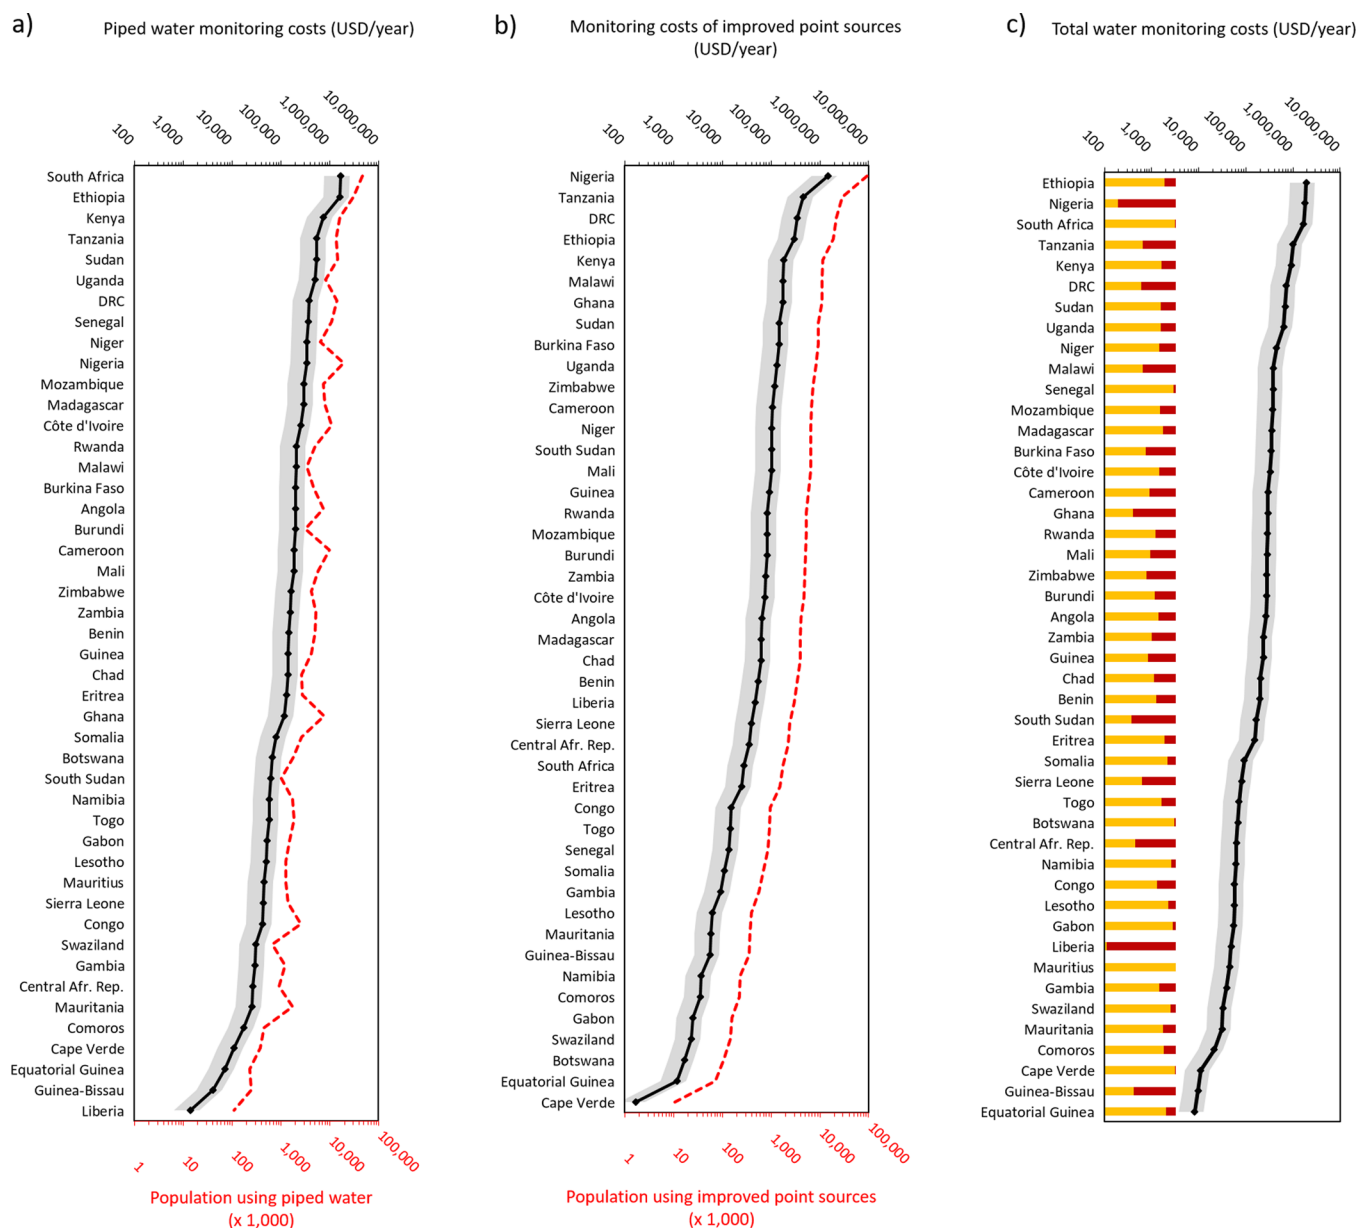 a)
Piped water monitoring costs (USD/year)
100
1,000
10,000
100,000
1,000,000
10,000,000
South Africa
Ethiopia
Kenya
Tanzania
Sudan
Uganda
DRC
Senegal
Niger
Nigeria
Mozambique
Madagascar
Côte d'Ivoire
Rwanda
Malawi
Burkina Faso
Angola
Burundi
Cameroon
Mali
Zimbabwe
Zambia
Benin
Guinea
Chad
Eritrea
Ghana
Somalia
Botswana
South Sudan
Namibia
Togo
Gabon
Lesotho
Mauritius
Sierra Leone
Congo
Swaziland
Gambia
Central Afr. Rep.
Mauritania
Comoros
Cape Verde
Equatorial Guinea
Guinea-Bissau
Liberia
1
10
100
1,000
10,000
100,000
Population using piped water
(x 1,000)
b)
Monitoring costs of improved point sources
(USD/year)
100
1,000
10,000
100,000
1,000,000
10,000,000
Nigeria
Tanzania
DRC
Ethiopia
Kenya
Malawi
Ghana
Sudan
Burkina Faso
Uganda
Zimbabwe
Cameroon
Niger
South Sudan
Mali
Guinea
Rwanda
Mozambique
Burundi
Zambia
Côte d'Ivoire
Angola
Madagascar
Chad
Benin
Liberia
Sierra Leone
Central Afr. Rep.
South Africa
Eritrea
Congo
Togo
Senegal
Somalia
Gambia
Lesotho
Mauritania
Guinea-Bissau
Namibia
Comoros
Gabon
Swaziland
Botswana
Equatorial Guinea
Cape Verde
1
10
100
1,000
10,000
100,000
Population using improved point sources
(x 1,000)
c)
Total water monitoring costs (USD/year)
100
1,000
10,000
100,000
1,000,000
10,000,000
Ethiopia
Nigeria
South Africa
Tanzania
Kenya
DRC
Sudan
Uganda
Niger
Malawi
Senegal
Mozambique
Madagascar
Burkina Faso
Côte d'Ivoire
Cameroon
Ghana
Rwanda
Mali
Zimbabwe
Burundi
Angola
Zambia
Guinea
Chad
Benin
South Sudan
Eritrea
Somalia
Sierra Leone
Togo
Botswana
Central Afr. Rep.
Namibia
Congo
Lesotho
Gabon
Liberia
Mauritius
Gambia
Swaziland
Mauritania
Comoros
Cape Verde
Guinea-Bissau
Equatorial Guinea